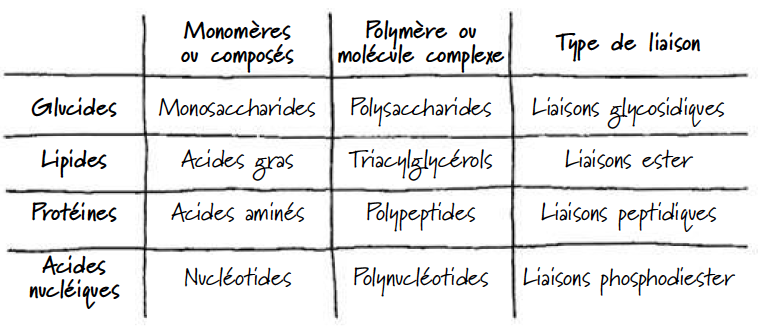 Monomères ou composés
Polymère ou molécule complexe
Type de liaison
Glucides Monosaccharides Polysaccharides Liaisons glycosidiques
Lipides Acides gras Triacylglycérols Liaisons ester
Protéines Acides aminés Polypeptides Liaisons peptidiques
Acides nucléiques Nucléotides Polynucléotides Liaisons phosphodiester